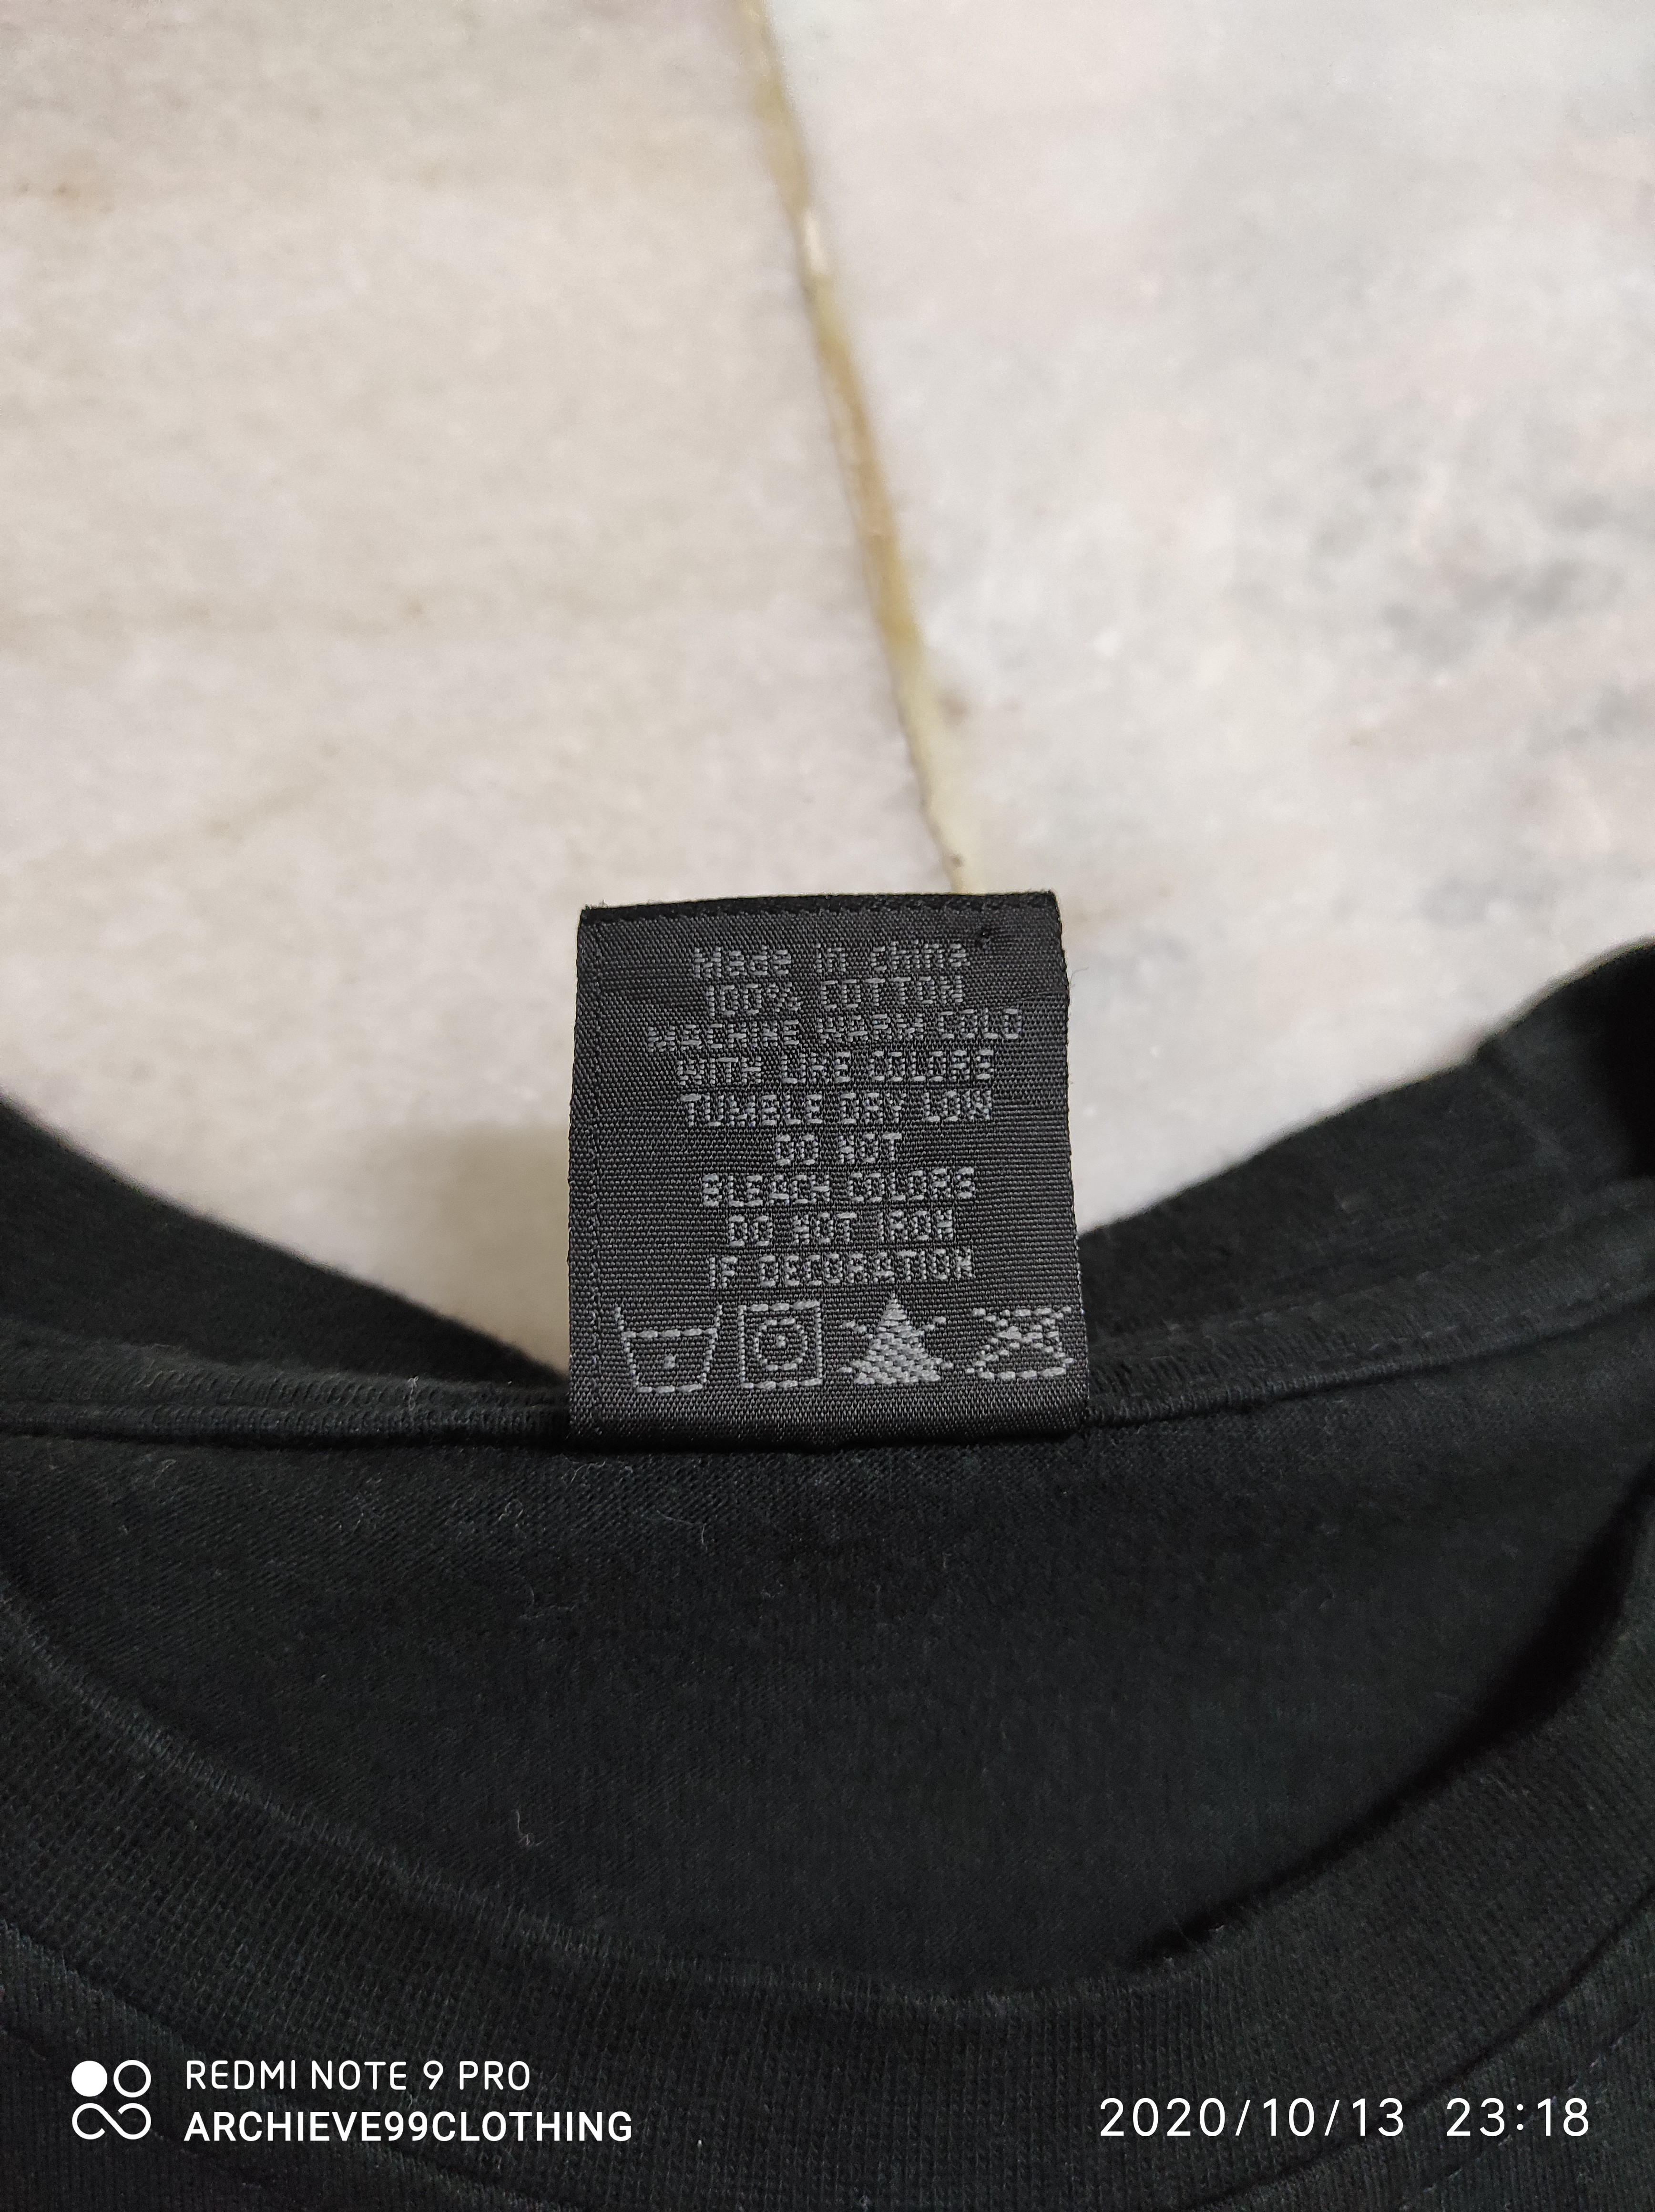 Made in china
100% COTTON
MACHINE WARM COLD
WITH LIKE COLORS
TUMBLE DRY LOW
DO NOT
BLEACH COLORS
DO NOT IRON
IF DECORATION
REDMI NOTE 9 PRO
ARCHIEVE99CLOTHING
2020/10/13 23:18